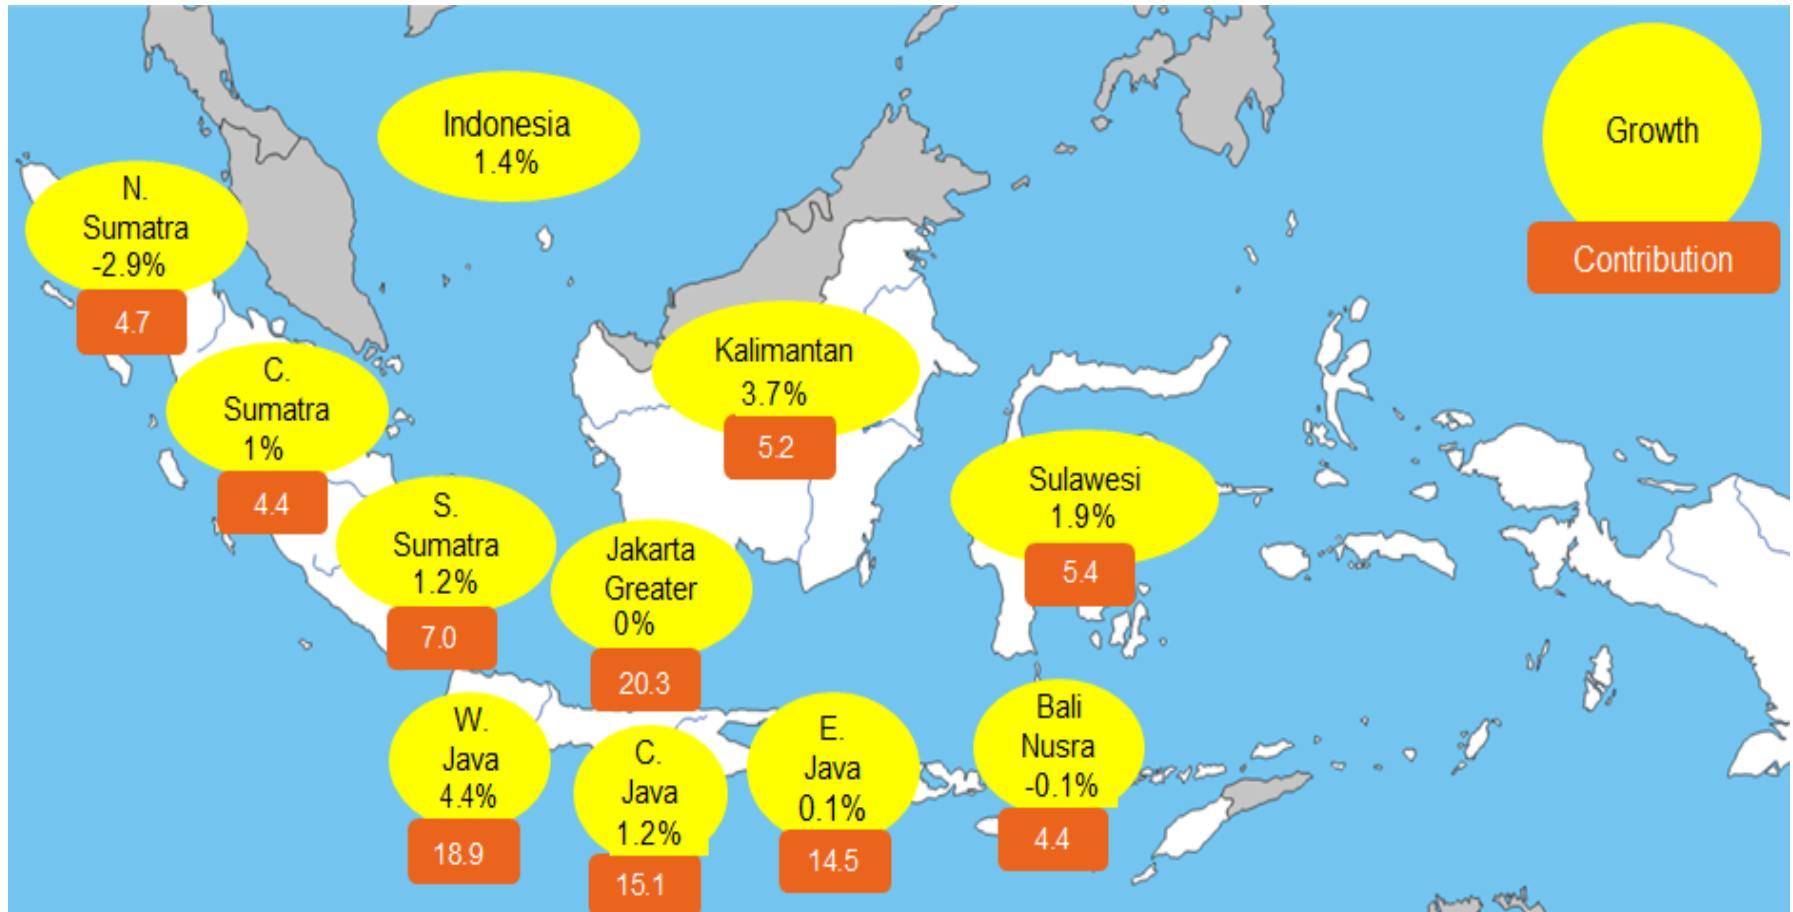 Indonesia
1.4%
Growth
Contribution
N.
Sumatra
-2.9%
4.7
C.
Sumatra
1%
4.4
S.
Sumatra
1.2%
7.0
Kalimantan
3.7%
5.2
Sulawesi
1.9%
5.4
Jakarta
Greater
0%
20.3
W.
Java
4.4%
18.9
C.
Java
1.2%
15.1
E.
Java
0.1%
14.5
Bali
Nusra
-0.1%
4.4